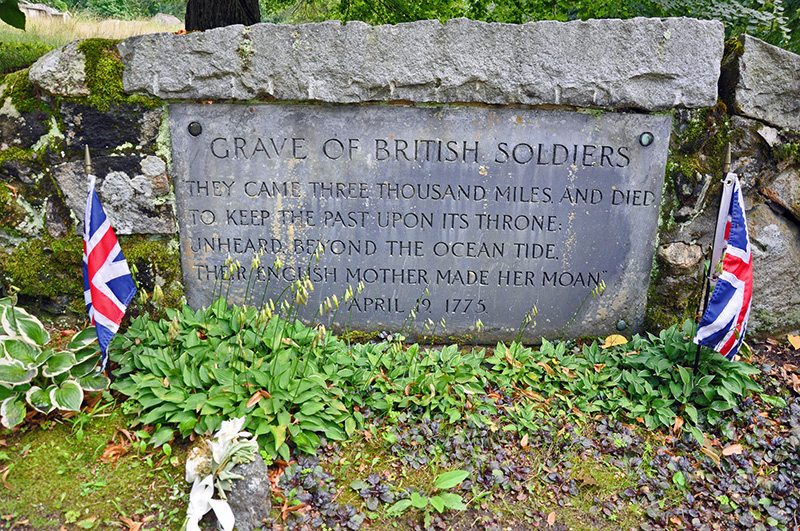 GRAVE OF BRITISH SOLDIERS
THEY CAME THREE THOUSAND MILES, AND DIED,
TO KEEP THE PAST UPON ITS THRONE:
UNHEARD, BEYOND THE OCEAN TIDE,
THEIR ENGLISH MOTHER MADE HER MOAN."
APRIL 19, 1775